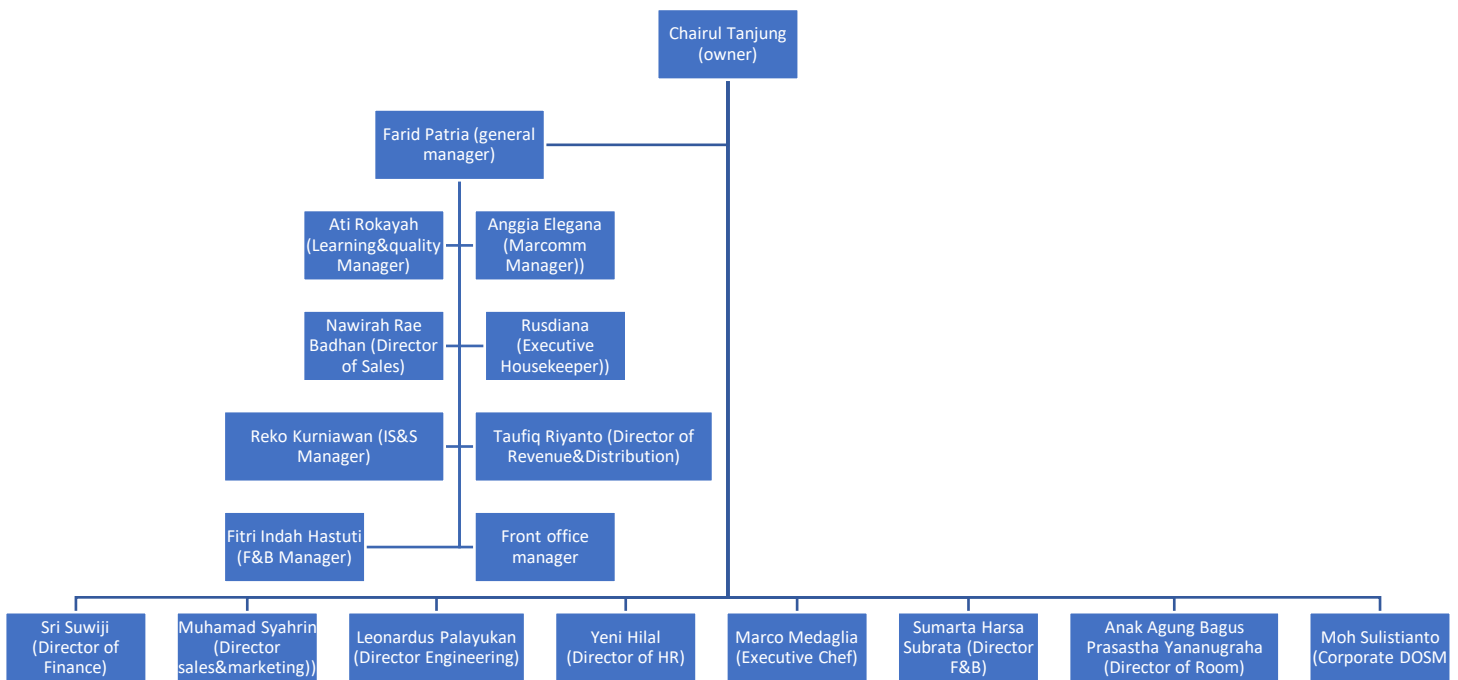 Chairul Tanjung
(owner)
Farid Patria (general
manager)
Ati Rokayah
(Learning&quality
Manager)
Anggia Elegana
(Marcomm
Manager))
Nawirah Rae
Badhan (Director
of Sales)
Rusdiana
(Executive
Housekeeper))
Reko Kurniawan (IS&S
Manager)
Taufiq Riyanto (Director of
Revenue&Distribution)
Fitri Indah Hastuti
(F&B Manager)
Front office
manager
Sri Suwiji
(Director of
Finance)
Muhamad Syahrin
(Director
sales&marketing))
Leonardus Palayukan
(Director Engineering)
Yeni Hilal
(Director of HR)
Marco Medaglia
(Executive Chef)
Sumarta Harsa
Subrata (Director
F&B)
Anak Agung Bagus
Prasastha Yananugraha
(Director of Room)
Moh Sulistianto
(Corporate DOSM